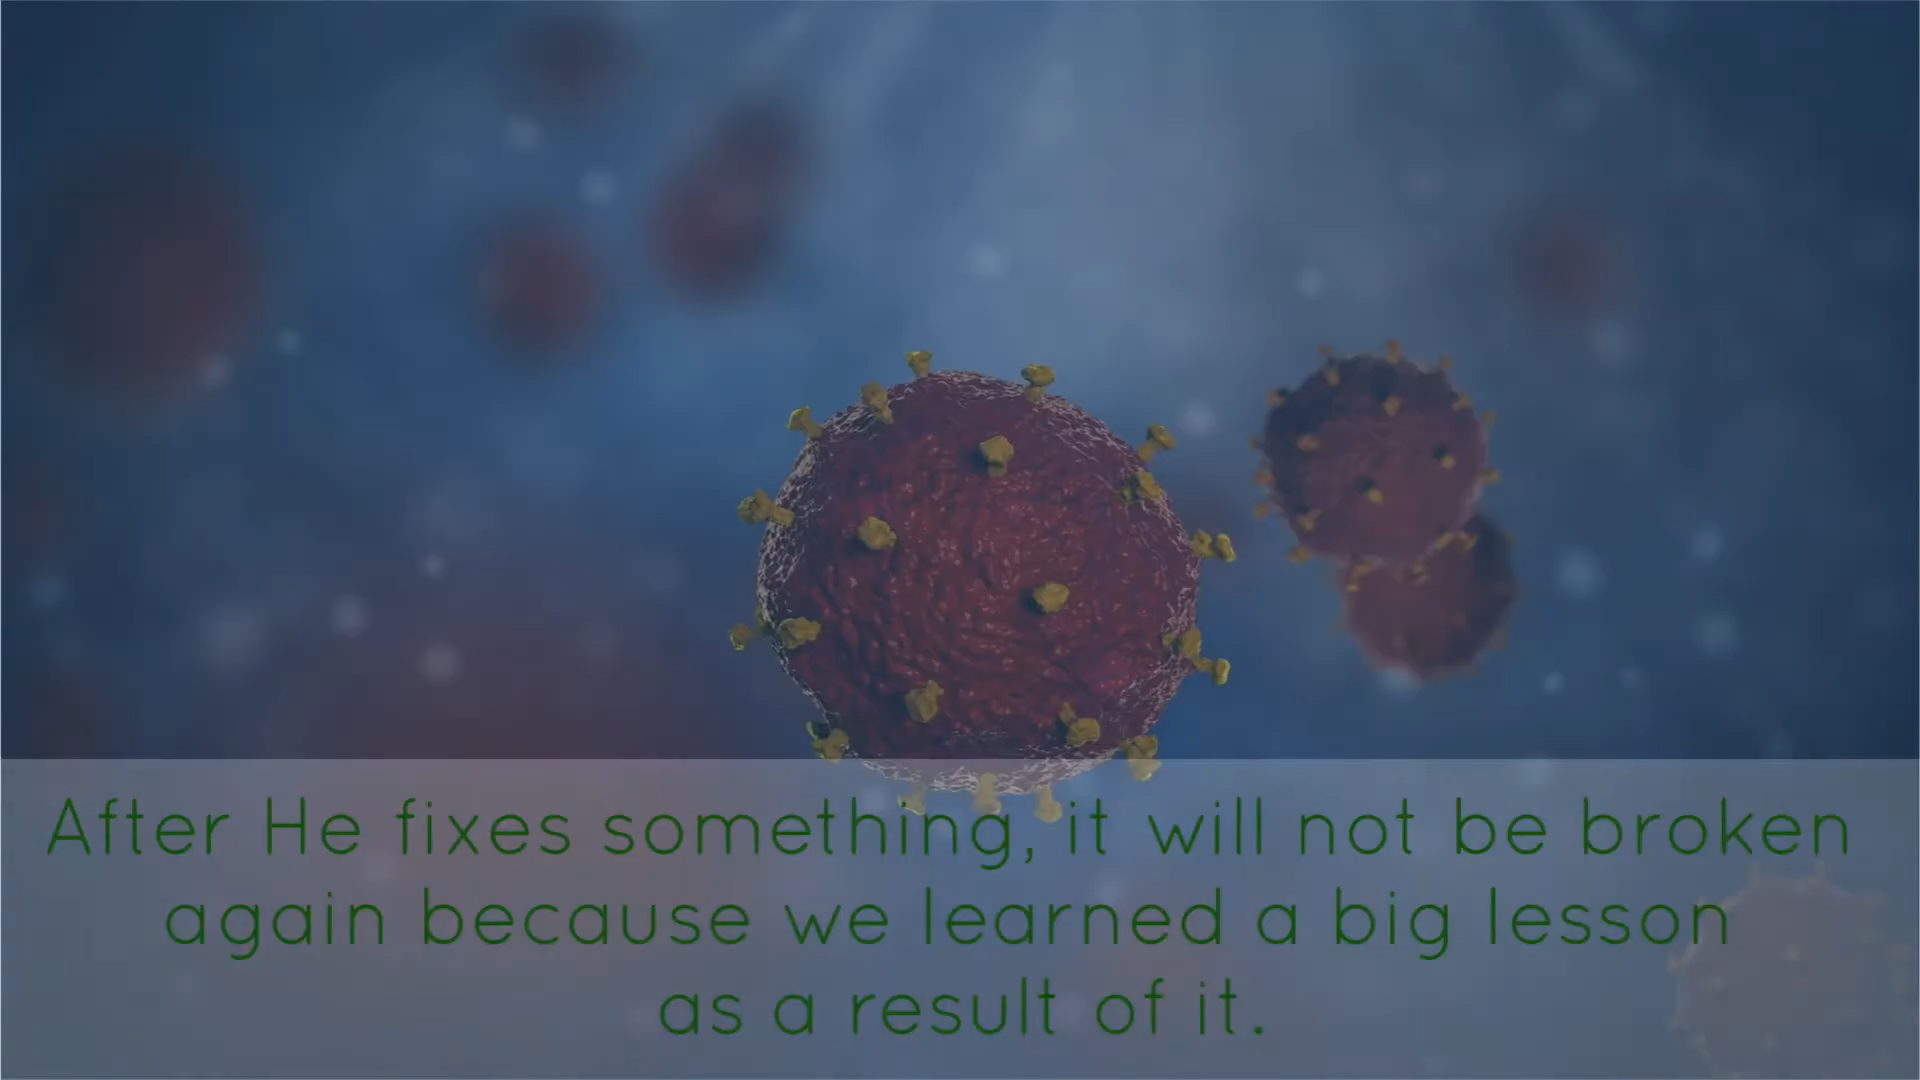 After He fixes something, it will not be broken
again because we learned a big lesson
as a result of it.